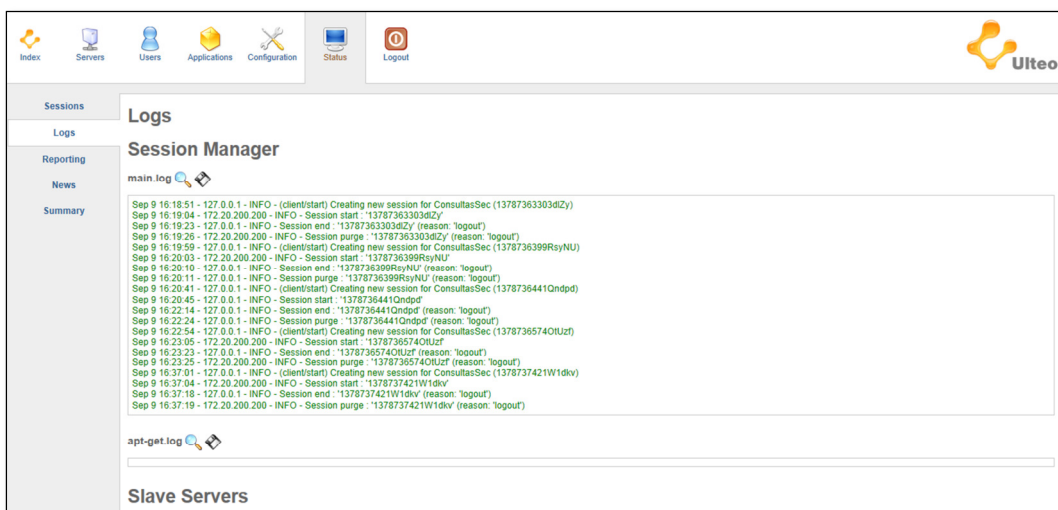 Index Servers Users Applications Configuration Status Logout
Ulteo
Sessions
Logs
Reporting
News
Summary
Logs
Session Manager
main.log
Sep 9 16:18:51 - 127.0.0.1 - INFO - (client/start) Creating new session for ConsultasSec (13787363303dlZy)
Sep 9 16:19:04 - 172.20.200.200 - INFO - Session start : '13787363303dlZy'
Sep 9 16:19:23 - 127.0.0.1 - INFO - Session end : '13787363303dlZy' (reason: 'logout')
Sep 9 16:19:26 - 172.20.200.200 - INFO - Session purge : '13787363303dlZy' (reason: 'logout')
Sep 9 16:19:59 - 127.0.0.1 - INFO - (client/start) Creating new session for ConsultasSec (1378736399RsyNU)
Sep 9 16:20:03 - 172.20.200.200 - INFO - Session start : '1378736399RsyNU'
Sep 9 16:20:10 - 127.0.0.1 - INFO - Session end : '1378736399RsyNU' (reason: 'logout')
Sep 9 16:20:11 - 127.0.0.1 - INFO - Session purge : '1378736399RsyNU' (reason: 'logout')
Sep 9 16:20:41 - 127.0.0.1 - INFO - (client/start) Creating new session for ConsultasSec (1378736441Qndpd)
Sep 9 16:20:45 - 127.0.0.1 - INFO - Session start : '1378736441Qndpd'
Sep 9 16:22:14 - 127.0.0.1 - INFO - Session end : '1378736441Qndpd' (reason: 'logout')
Sep 9 16:22:24 - 127.0.0.1 - INFO - Session purge : '1378736441Qndpd' (reason: 'logout')
Sep 9 16:22:54 - 127.0.0.1 - INFO - (client/start) Creating new session for ConsultasSec (1378736574OtUzf)
Sep 9 16:23:05 - 172.20.200.200 - INFO - Session start : '1378736574OtUzf'
Sep 9 16:23:23 - 127.0.0.1 - INFO - Session end : '1378736574OtUzf' (reason: 'logout')
Sep 9 16:23:25 - 172.20.200.200 - INFO - Session purge : '1378736574OtUzf' (reason: 'logout')
Sep 9 16:37:01 - 127.0.0.1 - INFO - (client/start) Creating new session for ConsultasSec (1378737421W1dkv)
Sep 9 16:37:04 - 172.20.200.200 - INFO - Session start : '1378737421W1dkv'
Sep 9 16:37:18 - 127.0.0.1 - INFO - Session end : '1378737421W1dkv' (reason: 'logout')
Sep 9 16:37:19 - 172.20.200.200 - INFO - Session purge : '1378737421W1dkv' (reason: 'logout')
apt-get.log
Slave Servers